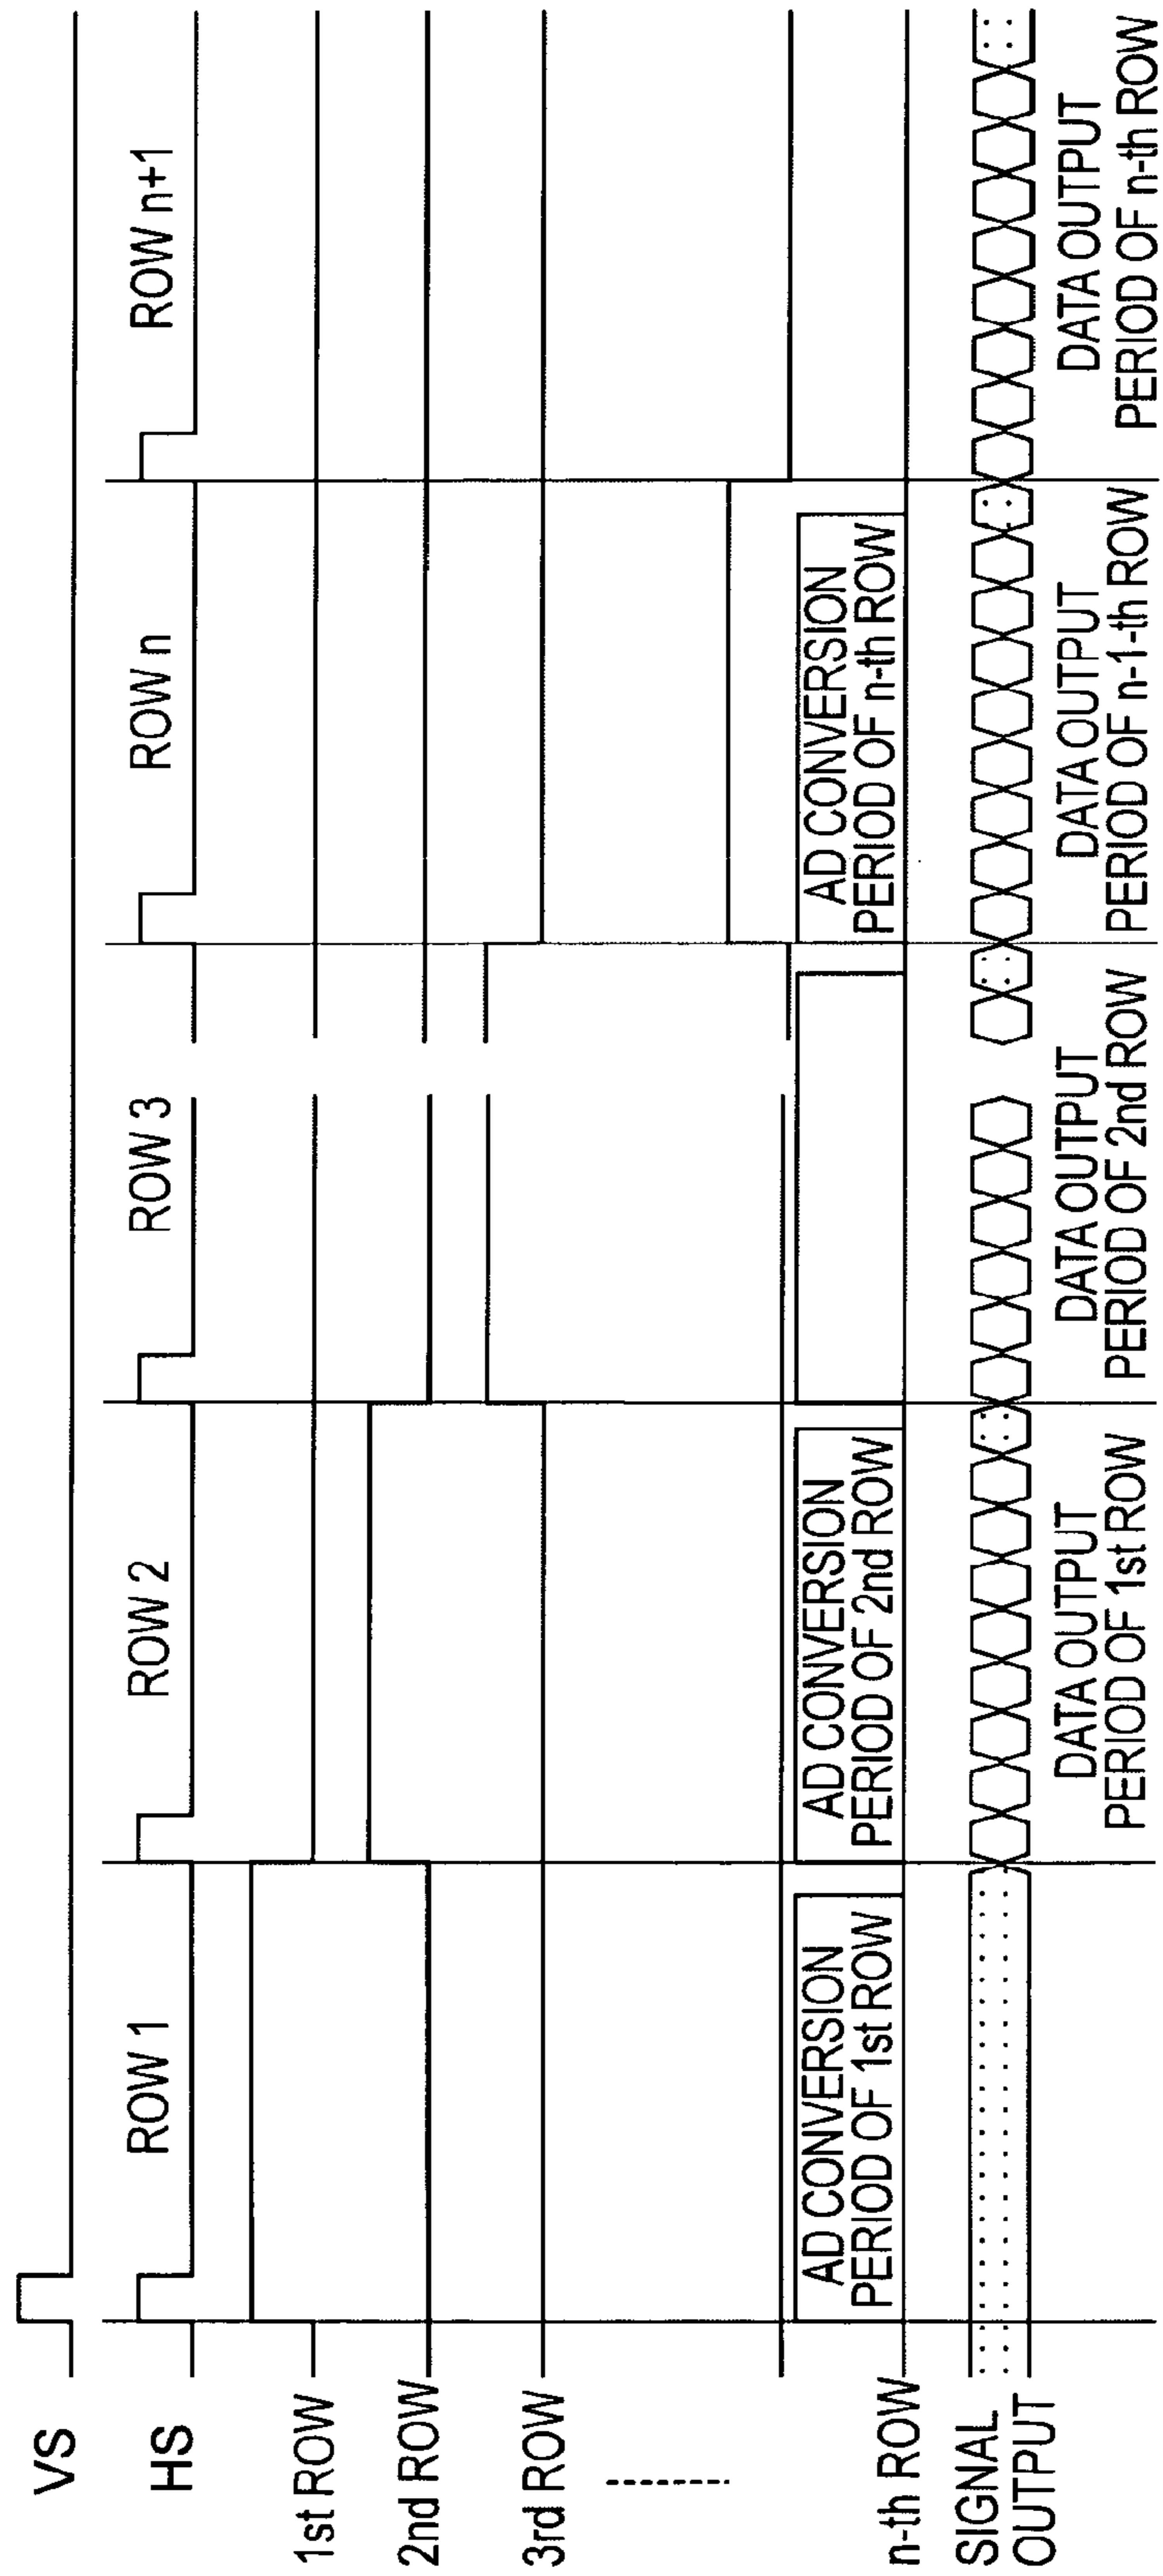 VS
HS
ROW 1
ROW 2
ROW 3
ROW n
ROW n+1
1st ROW
2nd ROW
3rd ROW
n-th ROW
AD CONVERSION
PERIOD OF 1st ROW
AD CONVERSION
PERIOD OF 2nd ROW
AD CONVERSION
PERIOD OF n-th ROW
SIGNAL
OUTPUT
DATA OUTPUT
PERIOD OF 1st ROW
DATA OUTPUT
PERIOD OF 2nd ROW
DATA OUTPUT
PERIOD OF n-1-th ROW
DATA OUTPUT
PERIOD OF n-th ROW